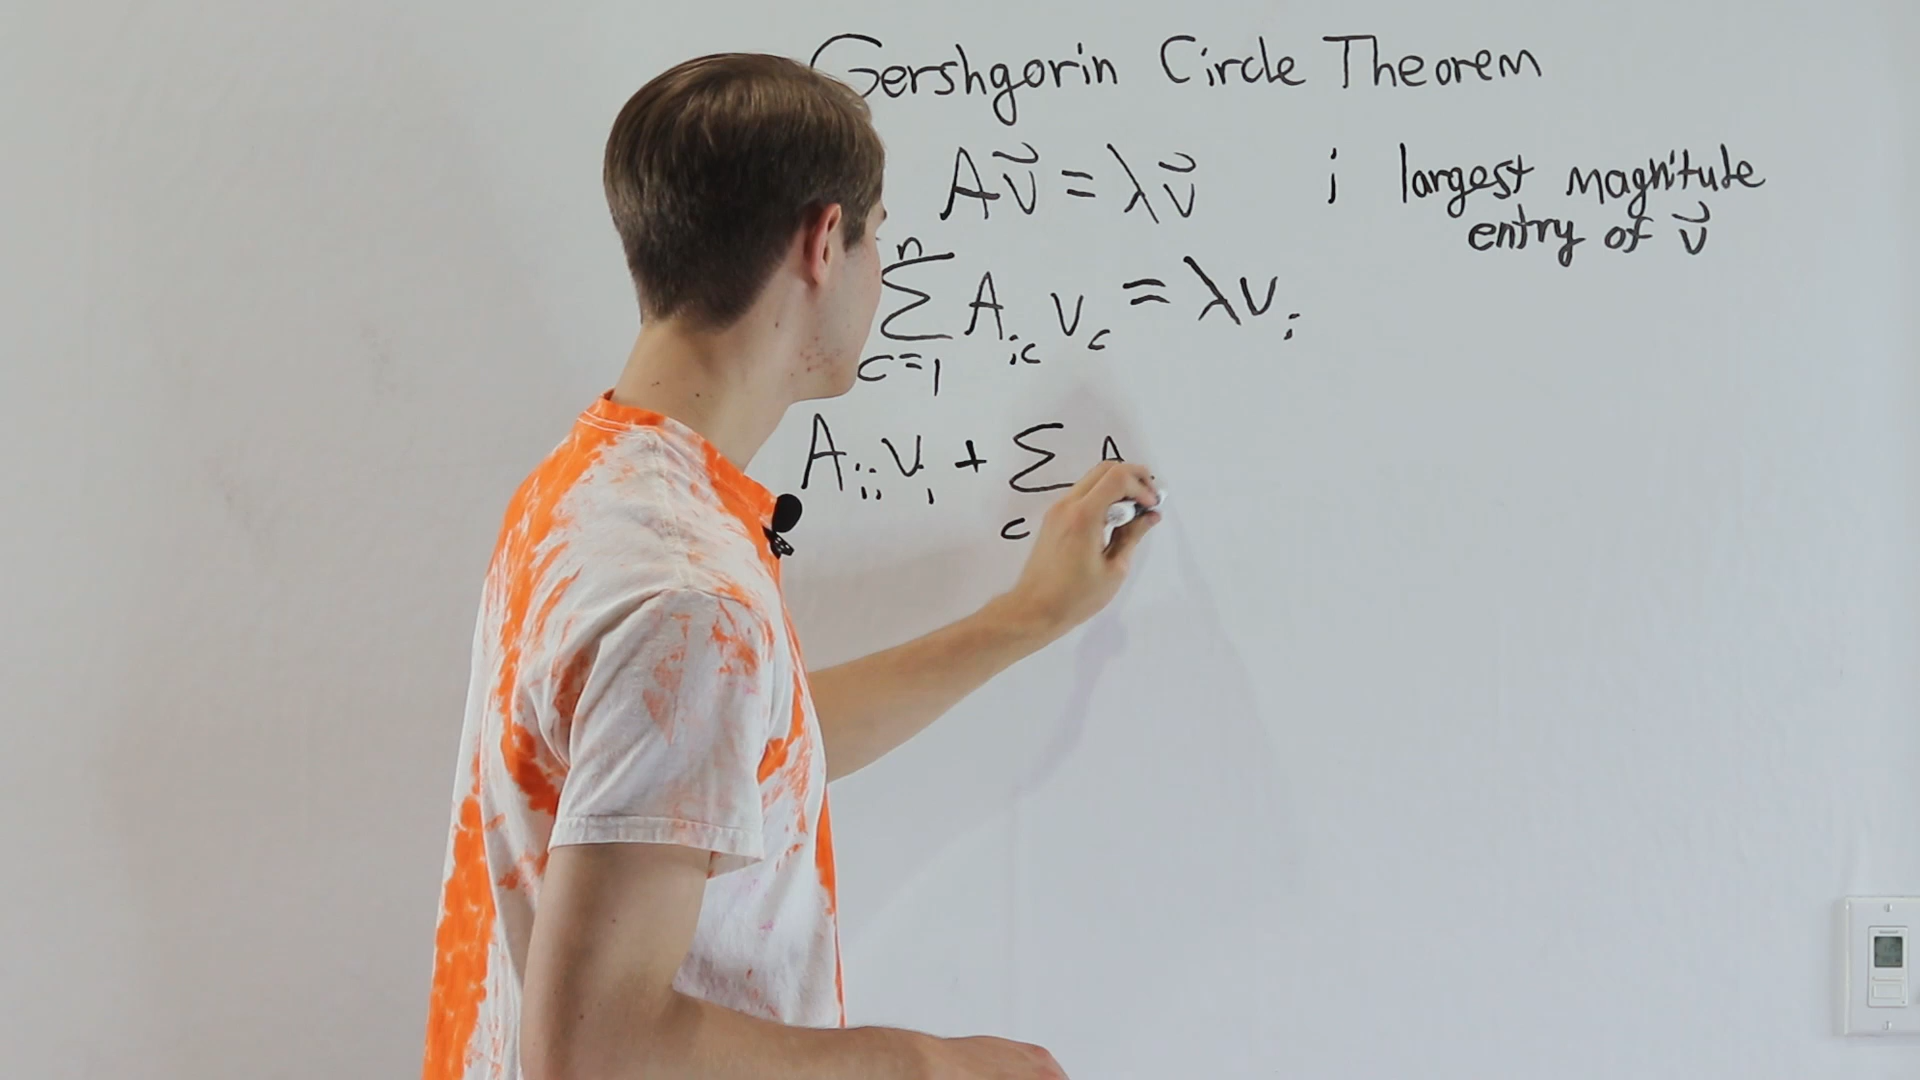 Gershgorin Circle Theorem
Av⃗ = λv⃗
i largest magnitude
entry of v⃗
n
∑ A_ic v_c = λv_i
c=1
A_ii v_i + ∑ A
c